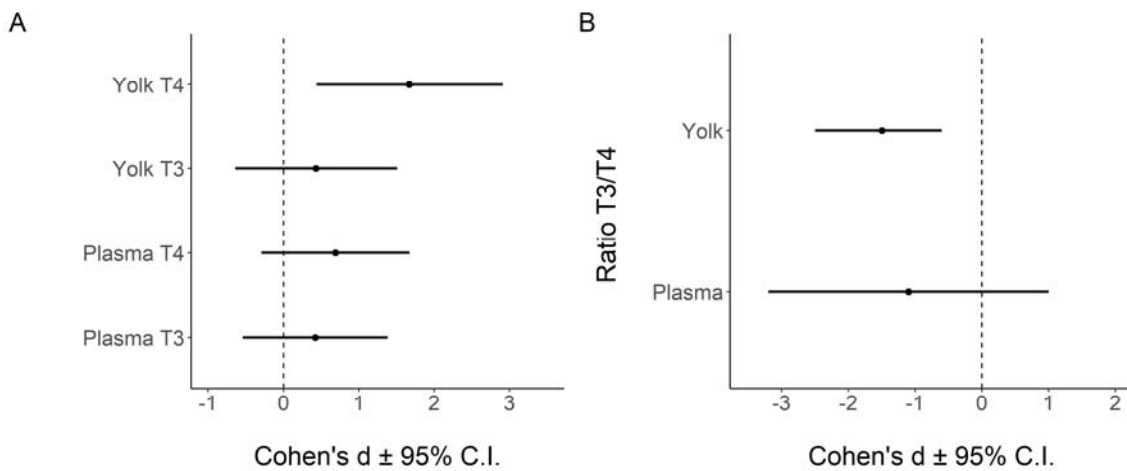 A
Yolk T4
Yolk T3
Plasma T4
Plasma T3
-1 0 1 2 3
Cohen's d ± 95% C.I.
B
Ratio T3/T4
Yolk
Plasma
-3 -2 -1 0 1 2
Cohen's d ± 95% C.I.